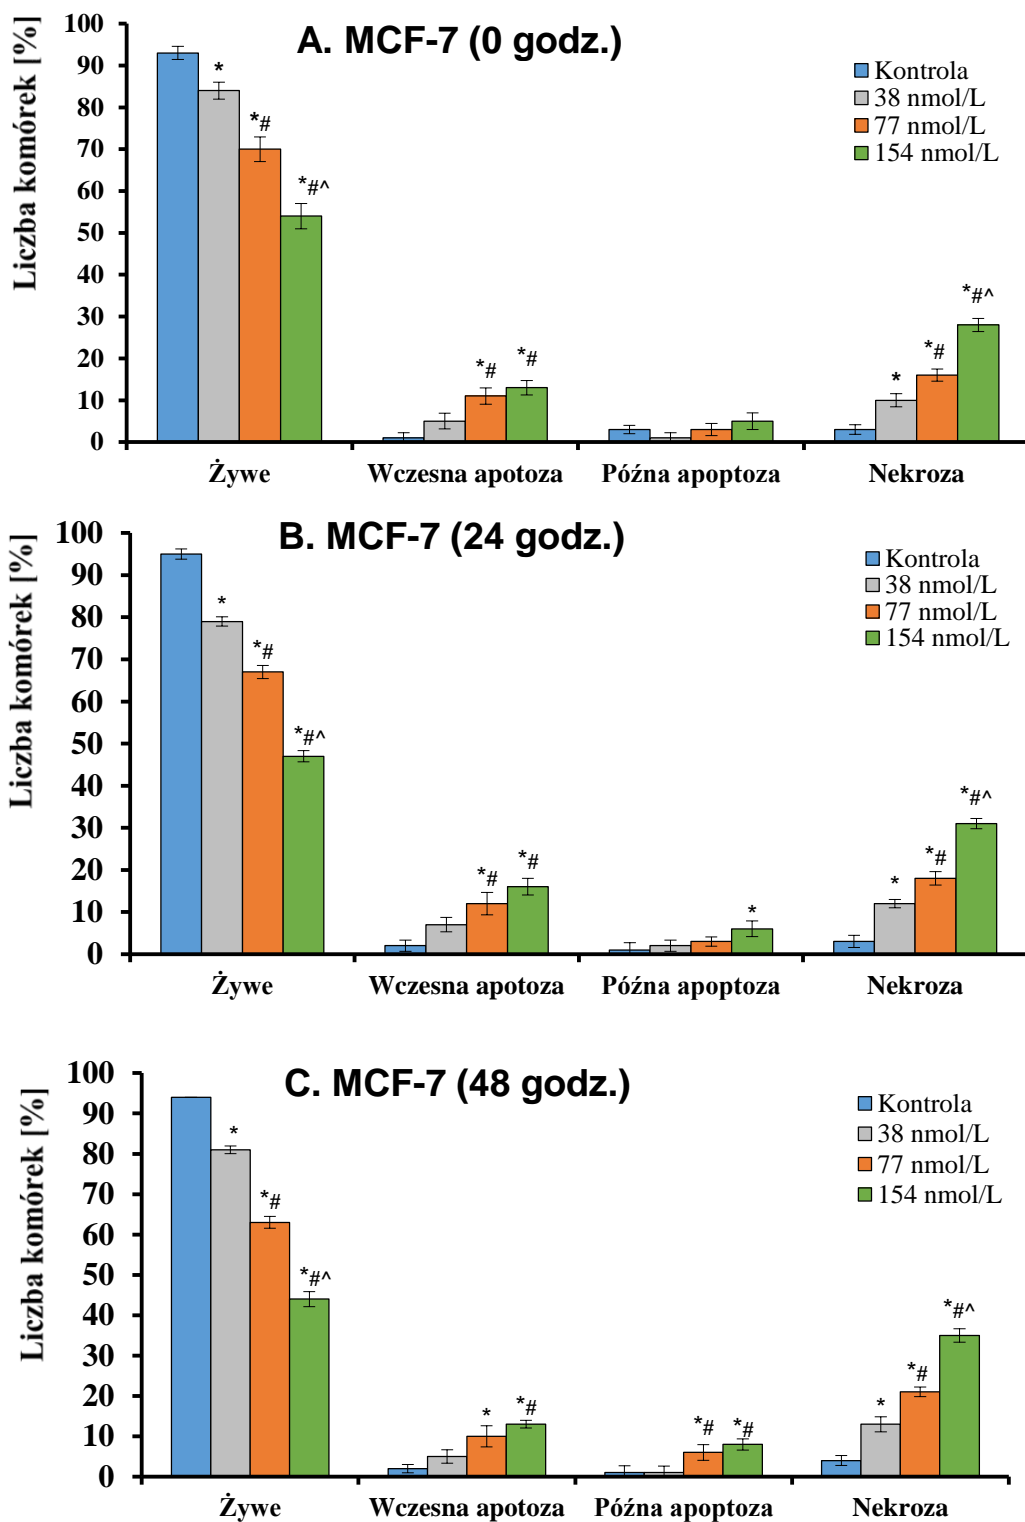 A. MCF-7 (0 godz.)
Liczba komórek [%]
100
90
80
70
60
50
40
30
20
10
0
*
*#
*#^
*#
*#
*
*#
*#^
Kontrola
38 nmol/L
77 nmol/L
154 nmol/L
Żywe
Wczesna apotoza
Późna apoptoza
Nekroza
B. MCF-7 (24 godz.)
Liczba komórek [%]
100
90
80
70
60
50
40
30
20
10
0
*
*#
*#^
*#
*#
*
*
*#
*#^
Kontrola
38 nmol/L
77 nmol/L
154 nmol/L
Żywe
Wczesna apotoza
Późna apoptoza
Nekroza
C. MCF-7 (48 godz.)
Liczba komórek [%]
100
90
80
70
60
50
40
30
20
10
0
*
*#
*#^
*
*#
*#
*#
*
*#
*#^
Kontrola
38 nmol/L
77 nmol/L
154 nmol/L
Żywe
Wczesna apotoza
Późna apoptoza
Nekroza